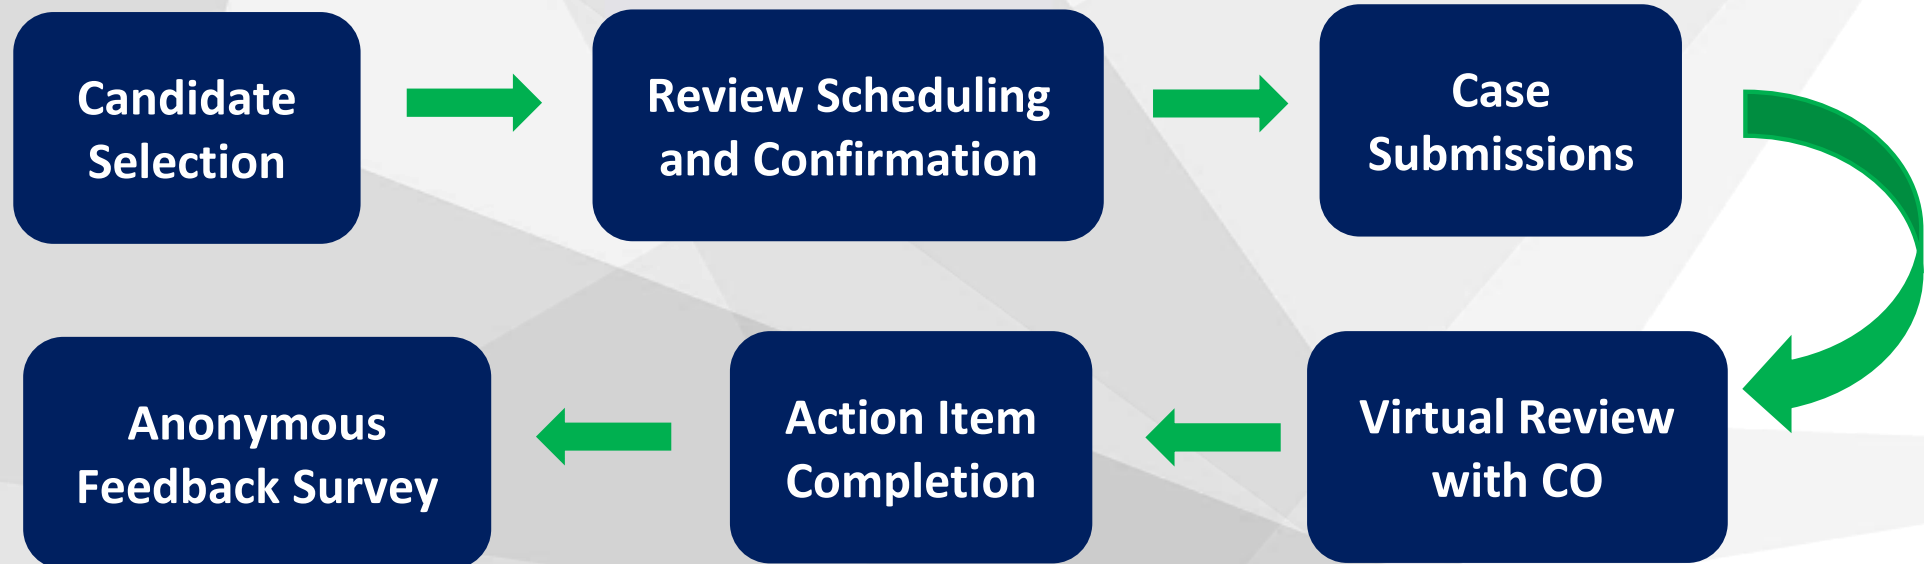 Candidate
Selection
Review Scheduling
and Confirmation
Case
Submissions
Virtual Review
with CO
Action Item
Completion
Anonymous
Feedback Survey